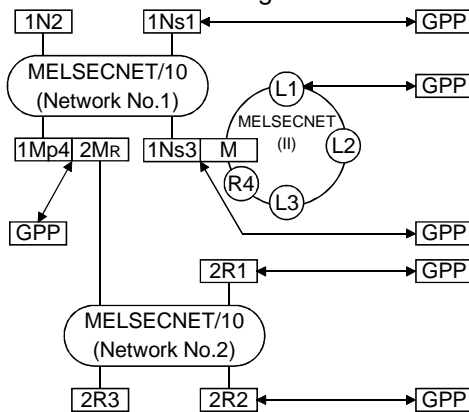 1N2 1Ns1 GPP
MELSECNET/10
(Network No.1)
L1 GPP
MELSECNET
(II)
L2
1Mp4 2MR 1Ns3 M
R4
L3
GPP GPP
2R1 GPP
MELSECNET/10
(Network No.2)
2R3 2R2 GPP